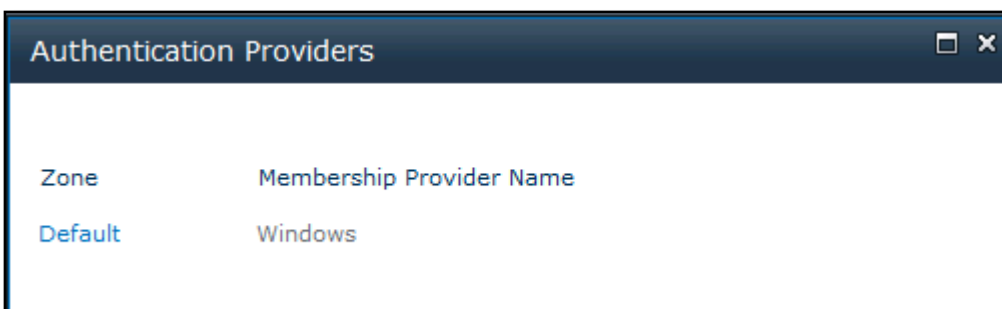 Authentication Providers
Zone Membership Provider Name
Default Windows